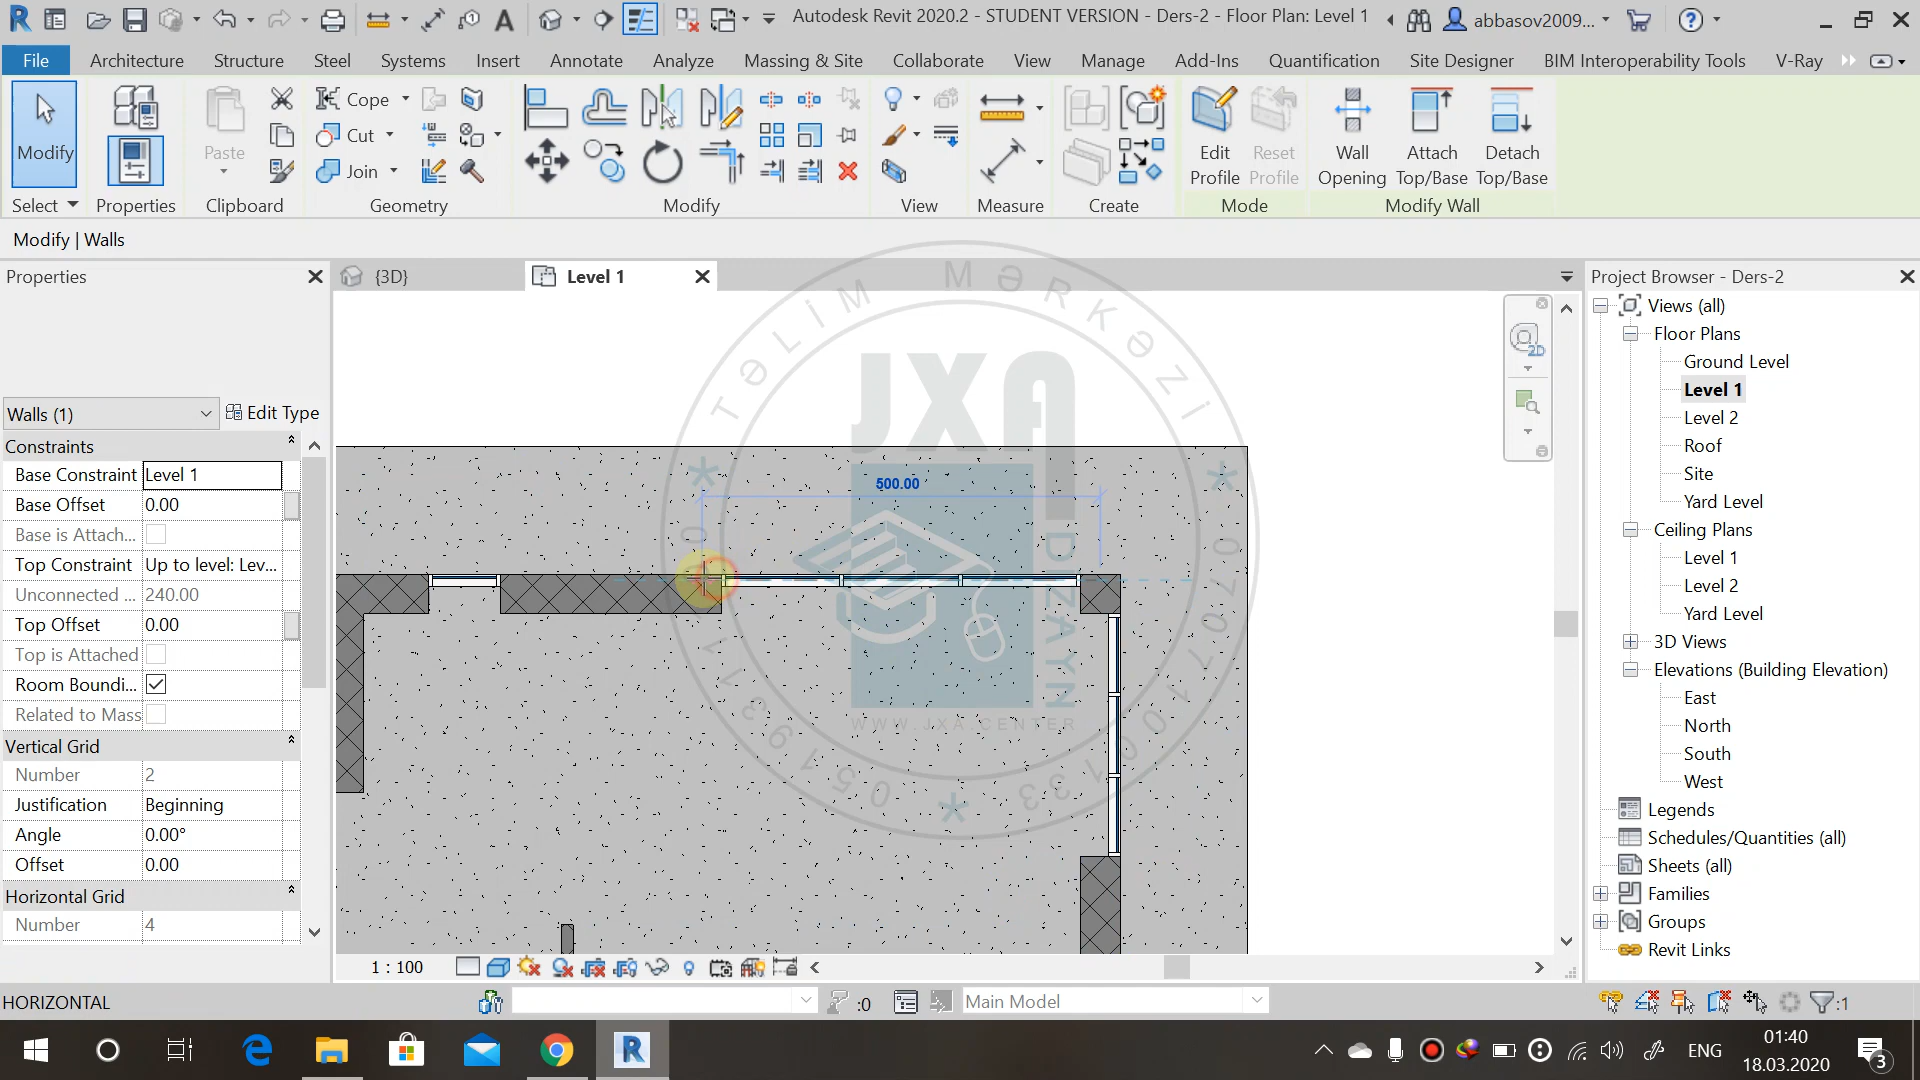 Autodesk Revit 2020.2 - STUDENT VERSION - Ders-2 - Floor Plan: Level 1
abbasov2009...
File Architecture Structure Steel Systems Insert Annotate Analyze Massing & Site Collaborate View Manage Add-Ins Quantification Site Designer BIM Interoperability Tools V-Ray
Modify Paste Cope Cut Join
Edit Profile Reset Profile Wall Opening Attach Top/Base Detach Top/Base
Select Properties Clipboard Geometry Modify View Measure Create Mode Modify Wall
Modify | Walls
Properties
{3D} Level 1
Project Browser - Ders-2
Walls (1) Edit Type
Constraints
Base Constraint Level 1
Base Offset 0.00
Base is Attach...
Top Constraint Up to level: Lev...
Unconnected ... 240.00
Top Offset 0.00
Top is Attached
Room Boundi...
Related to Mass
Vertical Grid
Number 2
Justification Beginning
Angle 0.00°
Offset 0.00
Horizontal Grid
Number 4
2D
500.00
TəLİM MəRKəZİ
JXA
DIZAYN
WWW.JXA.CENTER
Views (all)
Floor Plans
Ground Level
Level 1
Level 2
Roof
Site
Yard Level
Ceiling Plans
Level 1
Level 2
Yard Level
3D Views
Elevations (Building Elevation)
East
North
South
West
Legends
Schedules/Quantities (all)
Sheets (all)
Families
Groups
Revit Links
1 : 100
HORIZONTAL :0 Main Model :1
ENG
01:40
18.03.2020
3